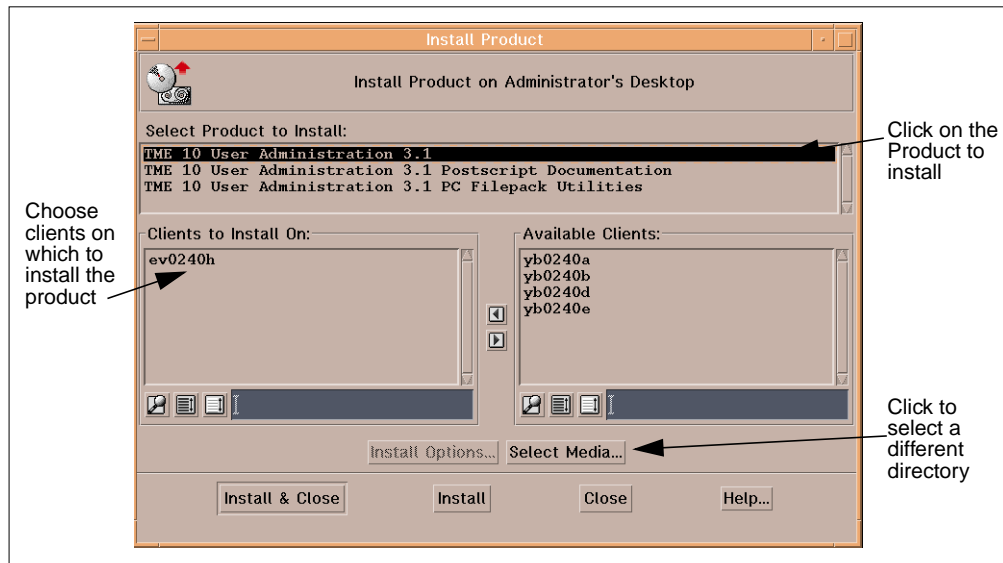 Install Product
Install Product on Administrator's Desktop
Select Product to Install:
TME 10 User Administration 3.1
TME 10 User Administration 3.1 Postscript Documentation
TME 10 User Administration 3.1 PC Filepack Utilities
Click on the
Product to
install
Choose
clients on
which to
install the
product
Clients to Install On:
ev0240h
Available Clients:
yb0240a
yb0240b
yb0240d
yb0240e
Click to
select a
different
directory
Install Options... Select Media...
Install & Close Install Close Help...